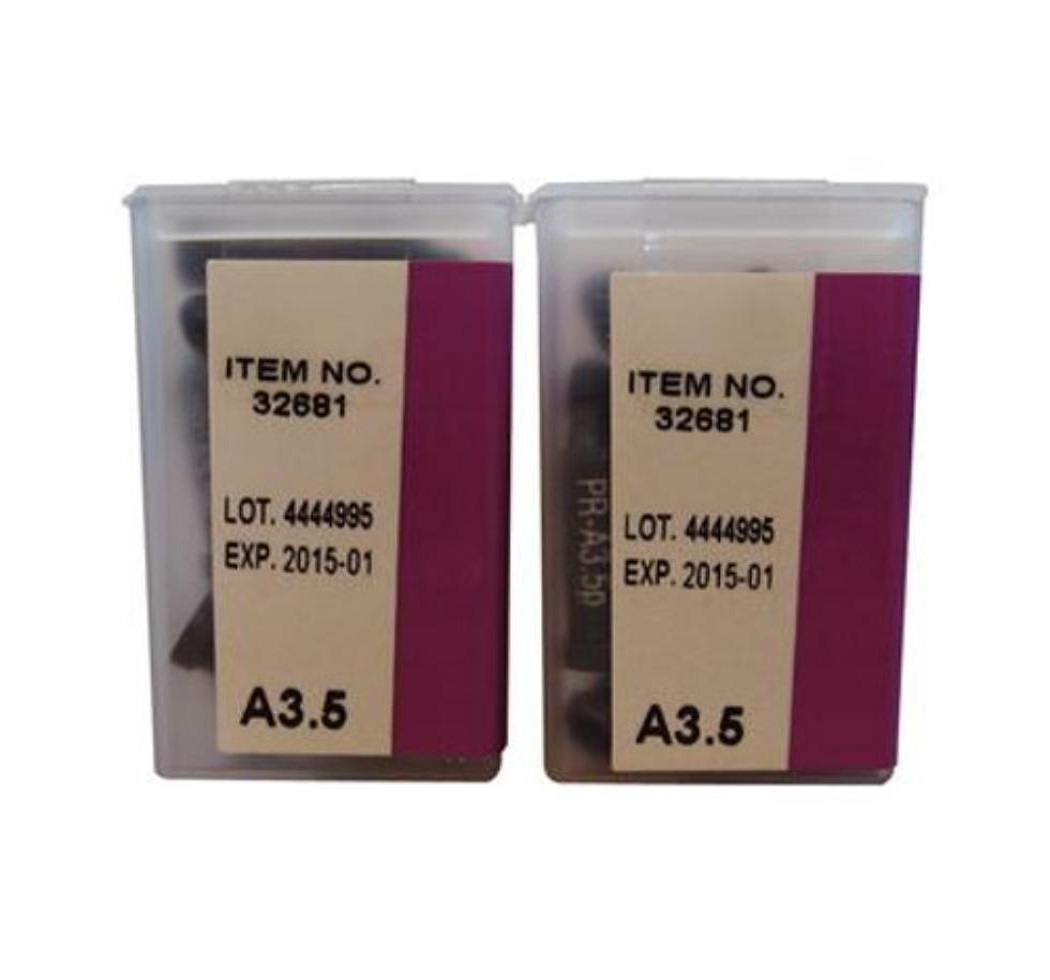 ITEM NO.
32681
LOT. 4444995
EXP. 2015-01
A3.5
PR-A3.5p
ITEM NO.
32681
LOT. 4444995
EXP. 2015-01
A3.5